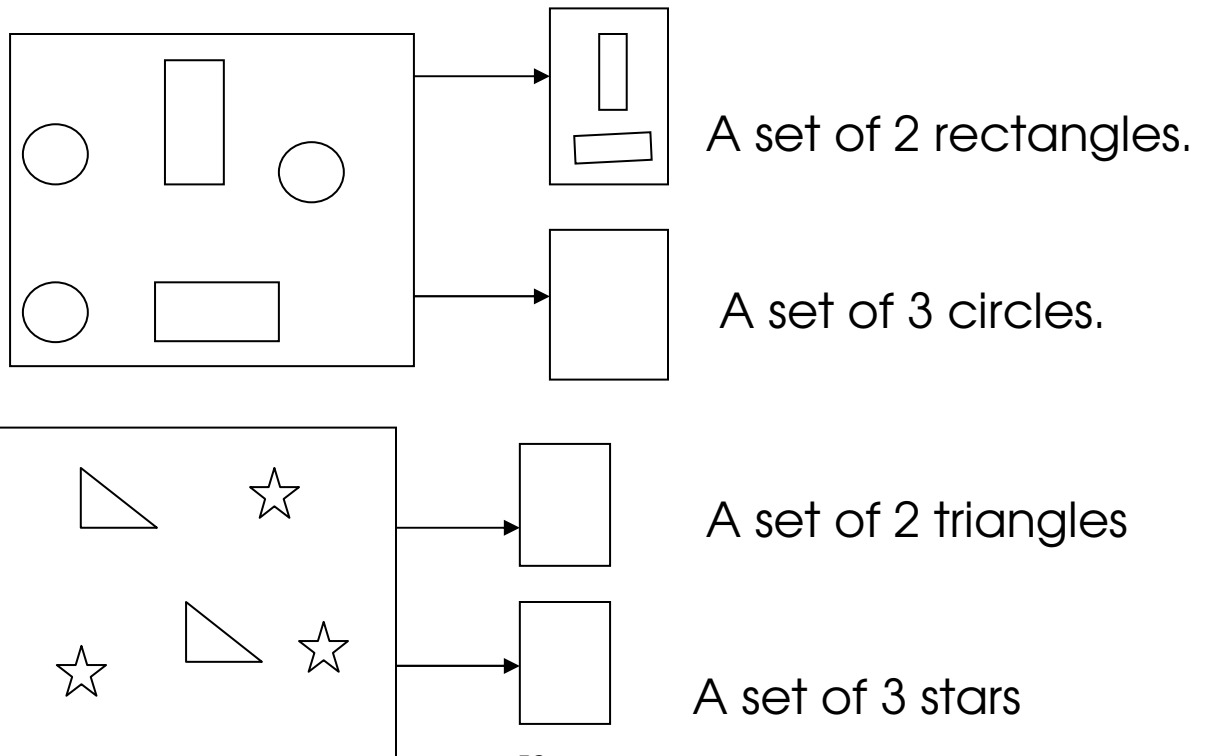 A set of 2 rectangles.
A set of 3 circles.
A set of 2 triangles
A set of 3 stars